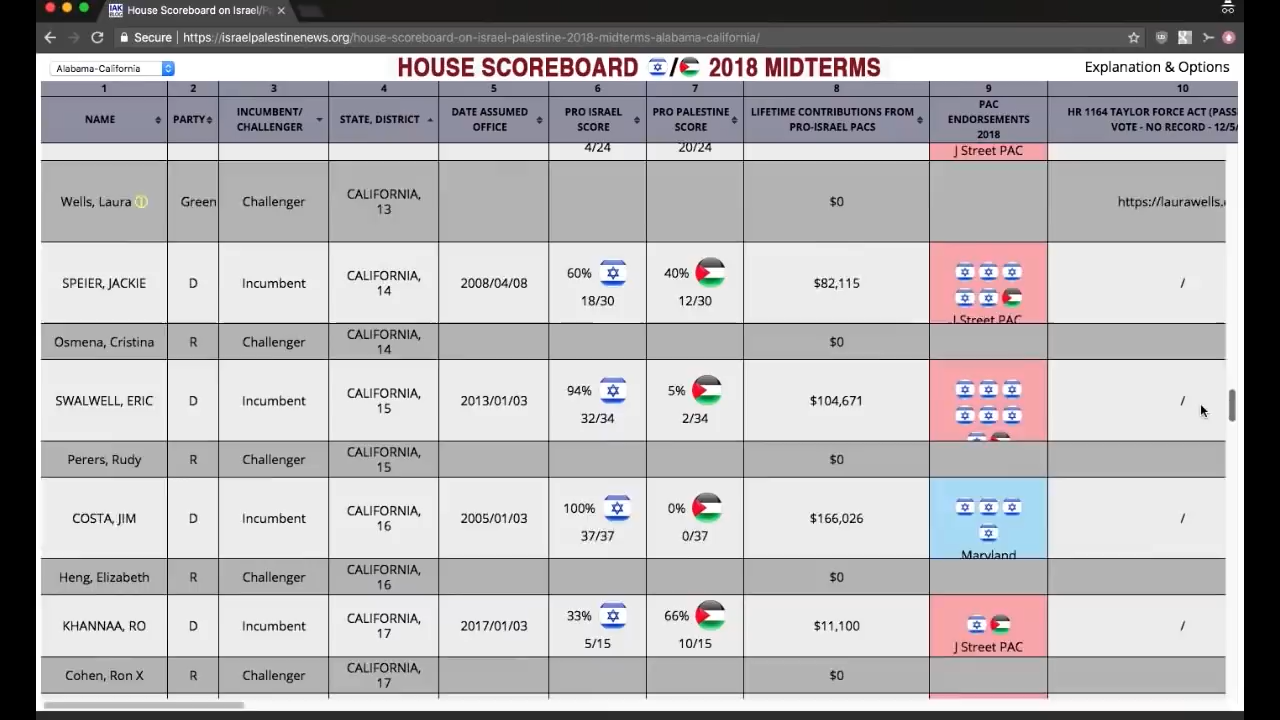 House Scoreboard on Israel/P
Secure | https://israelpalestinenews.org/house-scoreboard-on-israel-palestine-2018-midterms-alabama-california/
Alabama-California
HOUSE SCOREBOARD / 2018 MIDTERMS
Explanation & Options
1 2 3 4 5 6 7 8 9 10
NAME PARTY INCUMBENT/ CHALLENGER STATE, DISTRICT DATE ASSUMED OFFICE PRO ISRAEL SCORE PRO PALESTINE SCORE LIFETIME CONTRIBUTIONS FROM PRO-ISRAEL PACS PAC ENDORSEMENTS 2018 HR 1164 TAYLOR FORCE ACT (PASS VOTE - NO RECORD - 12/5/
4/24 20/24 J Street PAC
Wells, Laura Green Challenger CALIFORNIA, 13 $0 https://laurawells.
SPEIER, JACKIE D Incumbent CALIFORNIA, 14 2008/04/08 60% 18/30 40% 12/30 $82,115 J Street PAC /
Osmena, Cristina R Challenger CALIFORNIA, 14 $0
SWALWELL, ERIC D Incumbent CALIFORNIA, 15 2013/01/03 94% 32/34 5% 2/34 $104,671 /
Perers, Rudy R Challenger CALIFORNIA, 15 $0
COSTA, JIM D Incumbent CALIFORNIA, 16 2005/01/03 100% 37/37 0% 0/37 $166,026 Maryland /
Heng, Elizabeth R Challenger CALIFORNIA, 16 $0
KHANNAA, RO D Incumbent CALIFORNIA, 17 2017/01/03 33% 5/15 66% 10/15 $11,100 J Street PAC /
Cohen, Ron X R Challenger CALIFORNIA, 17 $0